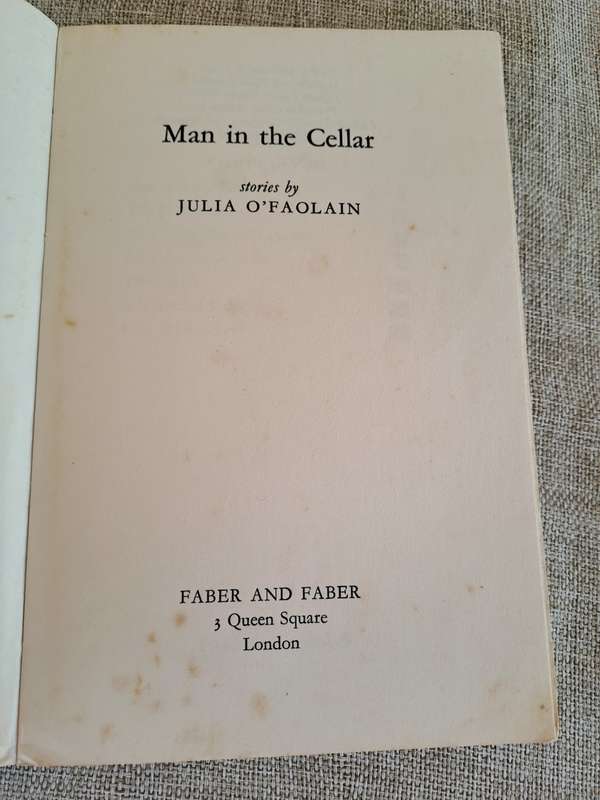 Man in the Cellar
stories by
JULIA O'FAOLAIN
FABER AND FABER
3 Queen Square
London